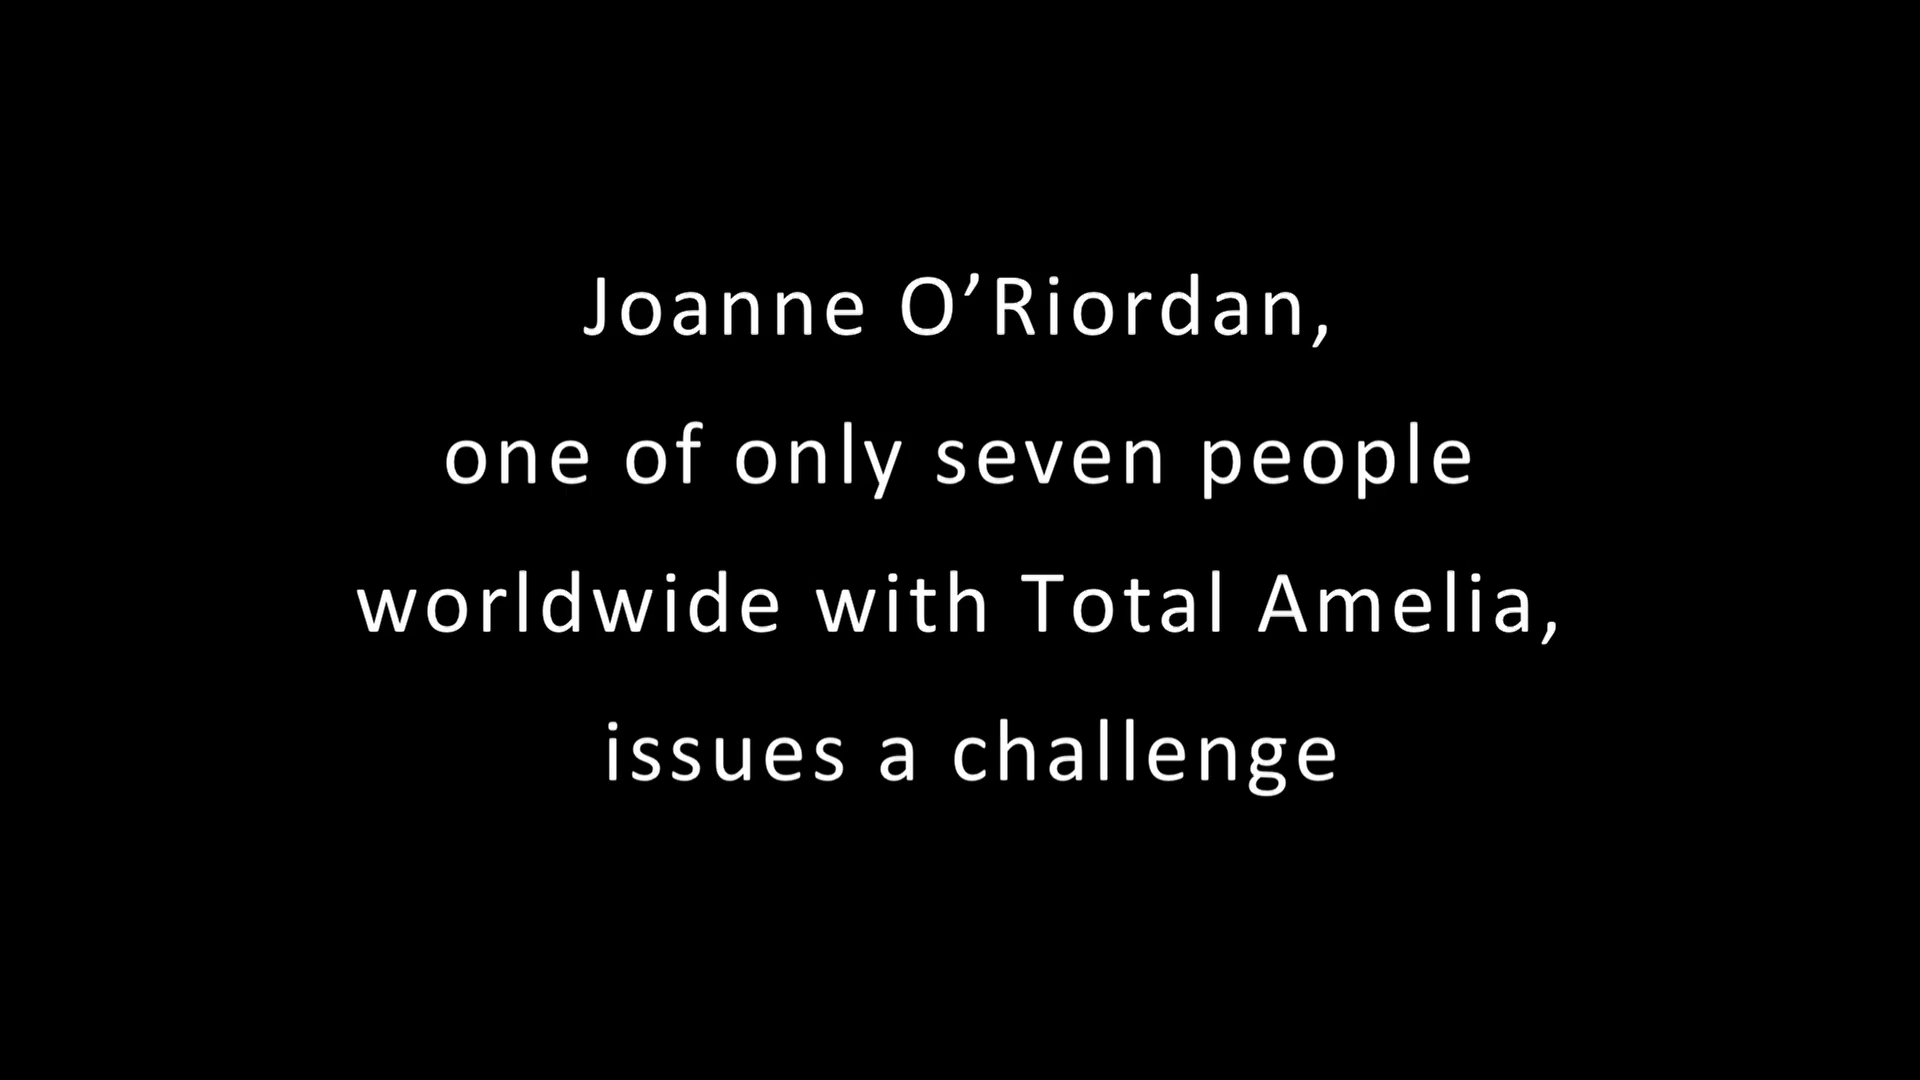 Joanne O’Riordan,
one of only seven people
worldwide with Total Amelia,
issues a challenge